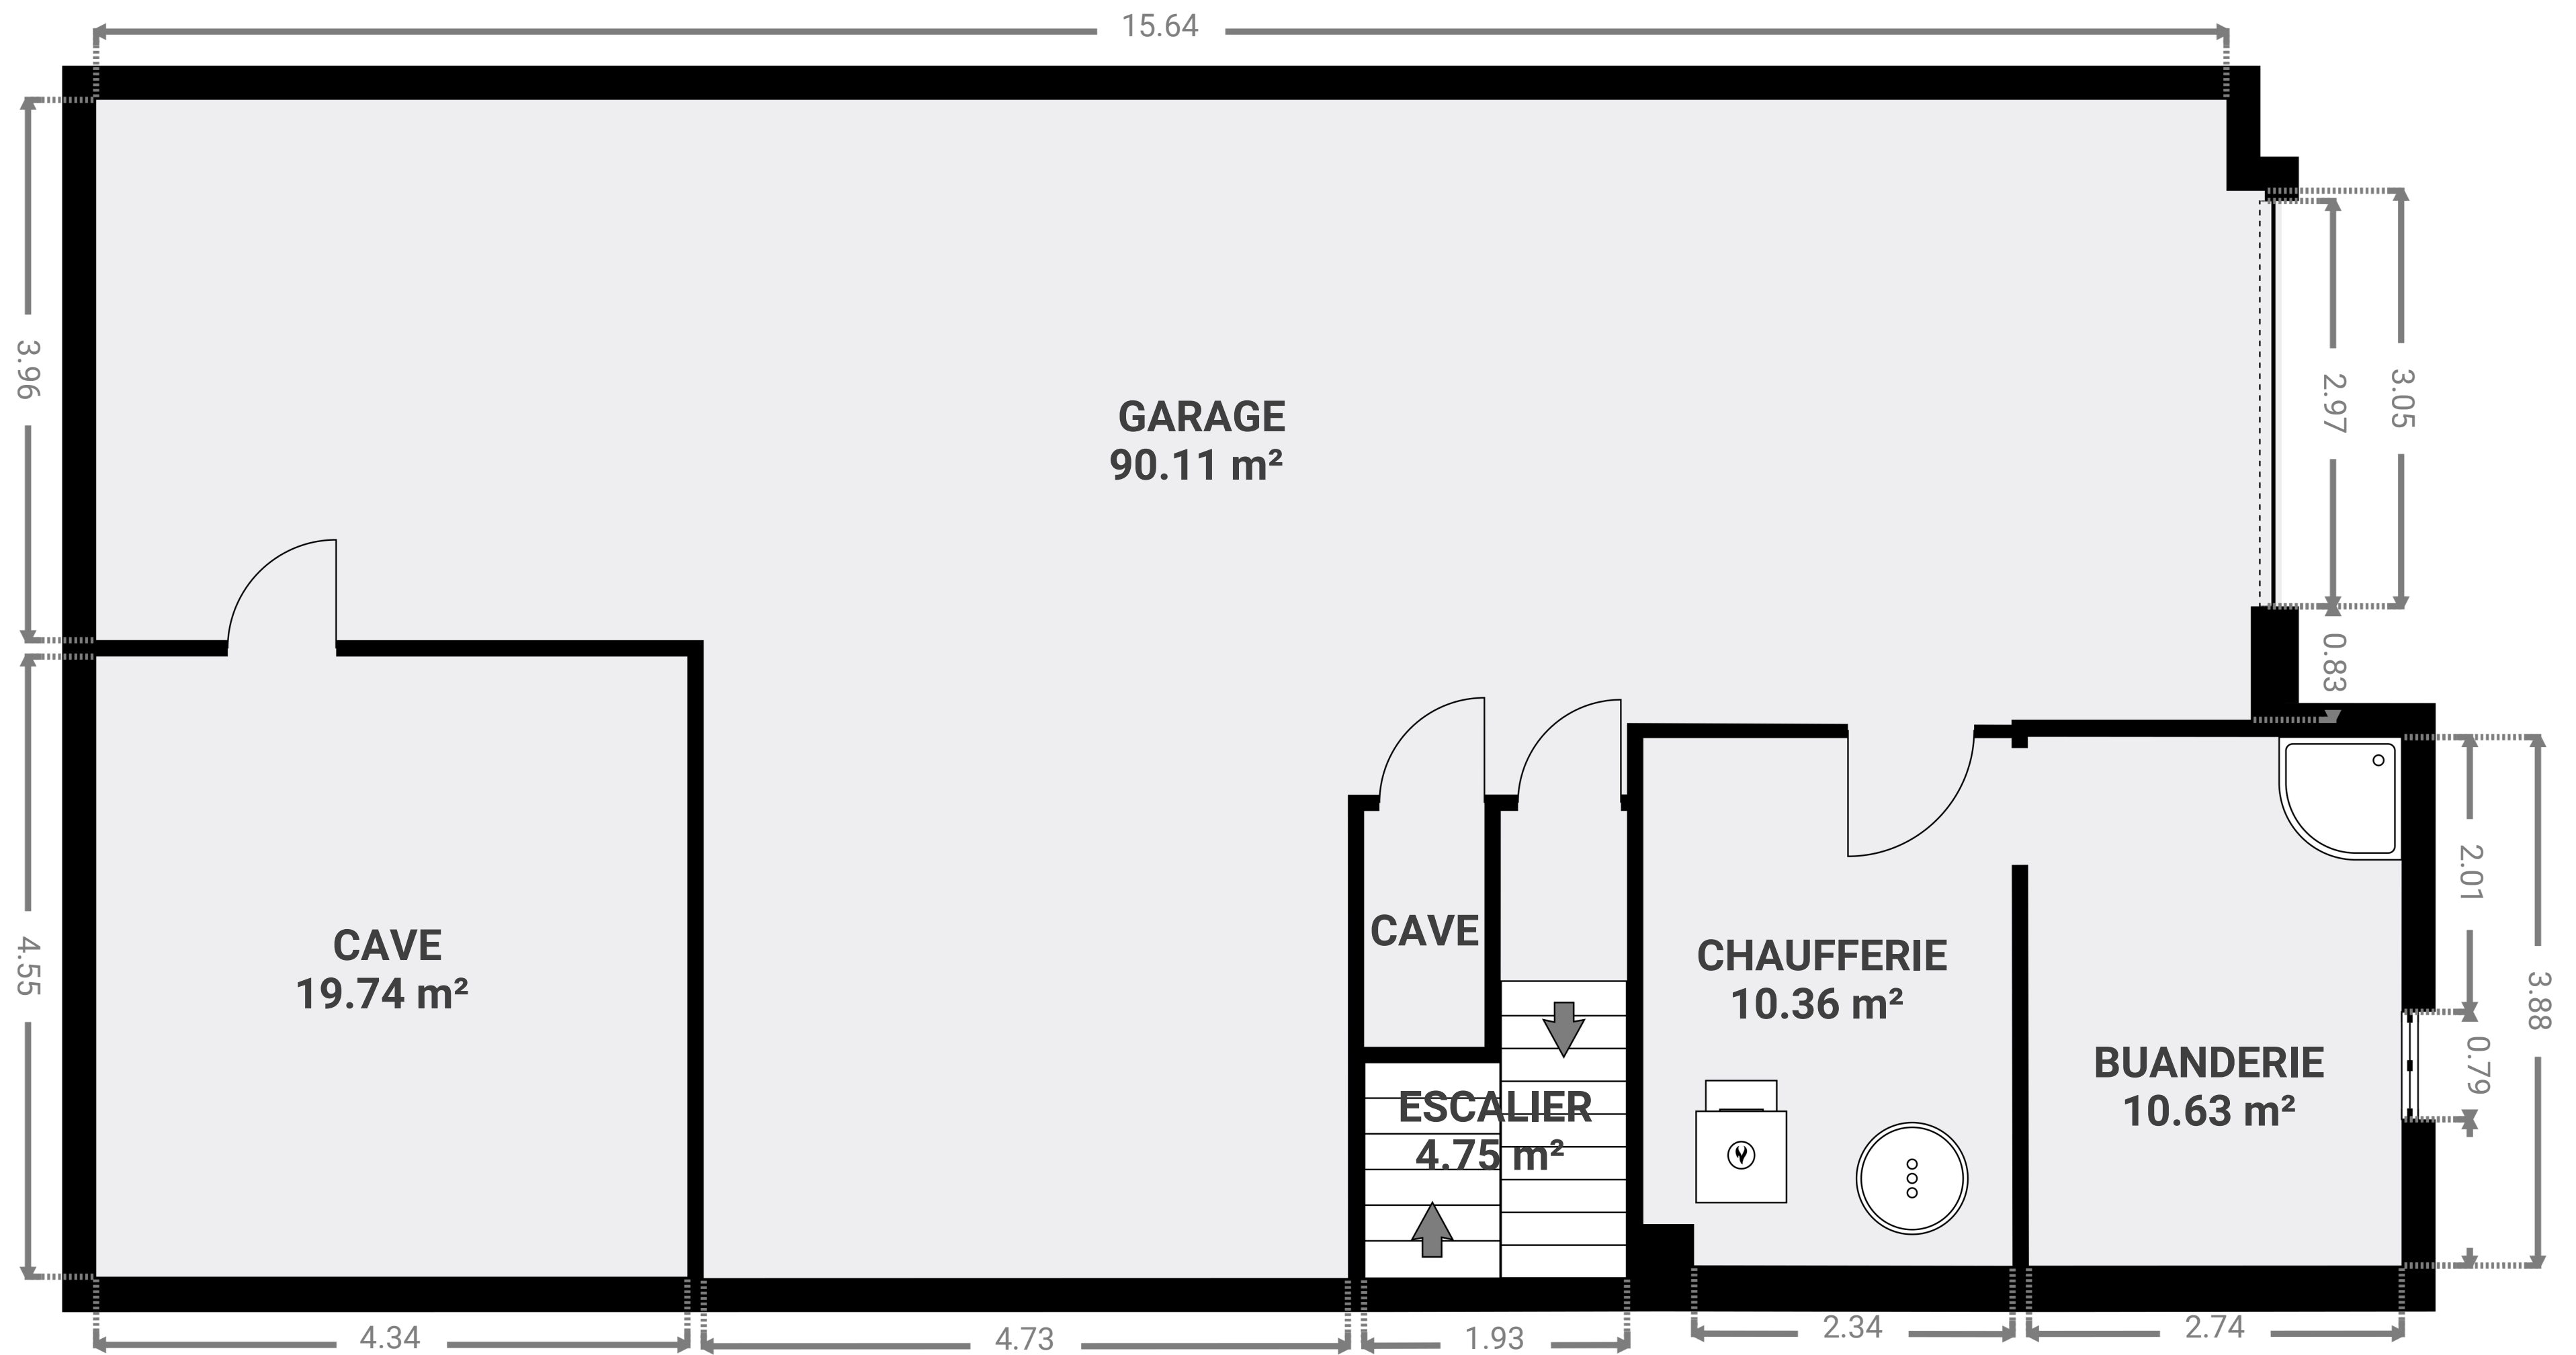 15.64
3.96
GARAGE
90.11 m²
2.97
3.05
0.83
4.55
CAVE
19.74 m²
CAVE
ESCALIER
4.75 m²
CHAUFFERIE
10.36 m²
BUANDERIE
10.63 m²
2.01
0.79
3.88
4.34
4.73
1.93
2.34
2.74